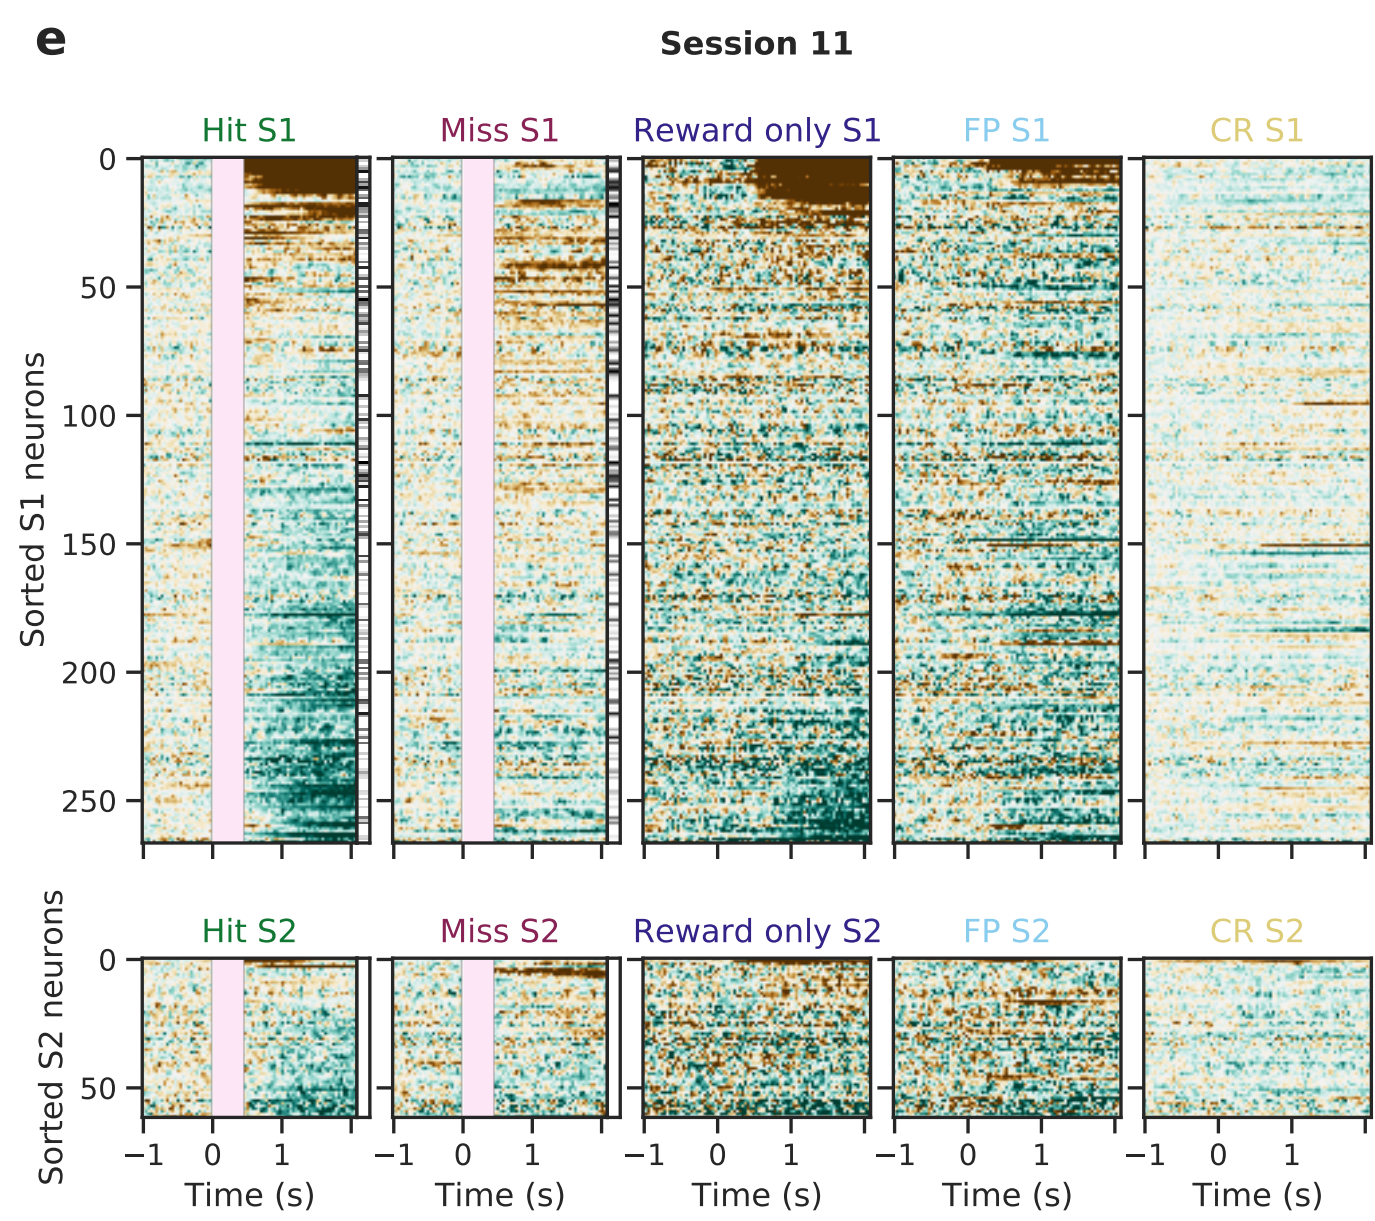 e
Session 11
Hit S1 Miss S1 Reward only S1 FP S1 CR S1
Sorted S1 neurons
0
50
100
150
200
250
Hit S2 Miss S2 Reward only S2 FP S2 CR S2
Sorted S2 neurons
0
50
−1 0 1 −1 0 1 −1 0 1 −1 0 1 −1 0 1
Time (s) Time (s) Time (s) Time (s) Time (s)